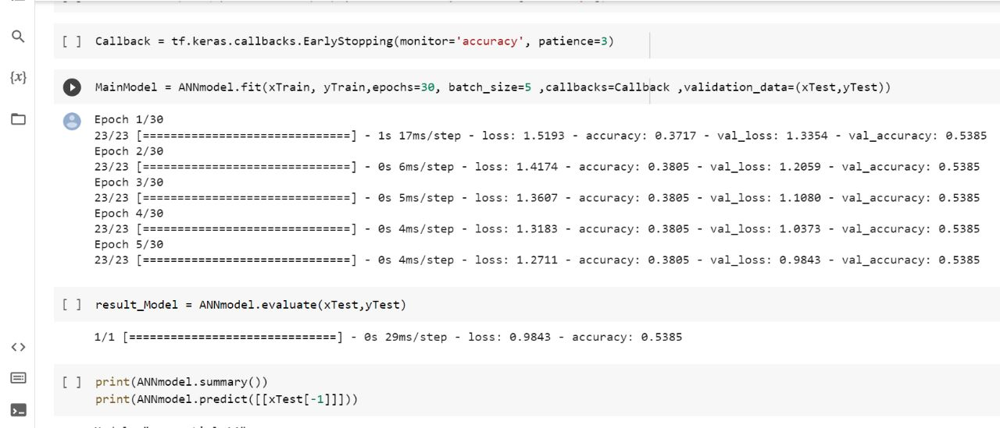 [ ] Callback = tf.keras.callbacks.EarlyStopping(monitor='accuracy', patience=3)
{x}
MainModel = ANNmodel.fit(xTrain, yTrain,epochs=30, batch_size=5 ,callbacks=Callback ,validation_data=(xTest,yTest))
Epoch 1/30
23/23 [==============================] - 1s 17ms/step - loss: 1.5193 - accuracy: 0.3717 - val_loss: 1.3354 - val_accuracy: 0.5385
Epoch 2/30
23/23 [==============================] - 0s 6ms/step - loss: 1.4174 - accuracy: 0.3805 - val_loss: 1.2059 - val_accuracy: 0.5385
Epoch 3/30
23/23 [==============================] - 0s 5ms/step - loss: 1.3607 - accuracy: 0.3805 - val_loss: 1.1080 - val_accuracy: 0.5385
Epoch 4/30
23/23 [==============================] - 0s 4ms/step - loss: 1.3183 - accuracy: 0.3805 - val_loss: 1.0373 - val_accuracy: 0.5385
Epoch 5/30
23/23 [==============================] - 0s 4ms/step - loss: 1.2711 - accuracy: 0.3805 - val_loss: 0.9843 - val_accuracy: 0.5385
[ ] result_Model = ANNmodel.evaluate(xTest,yTest)
1/1 [==============================] - 0s 29ms/step - loss: 0.9843 - accuracy: 0.5385
[ ] print(ANNmodel.summary())
print(ANNmodel.predict([[xTest[-1]]]))